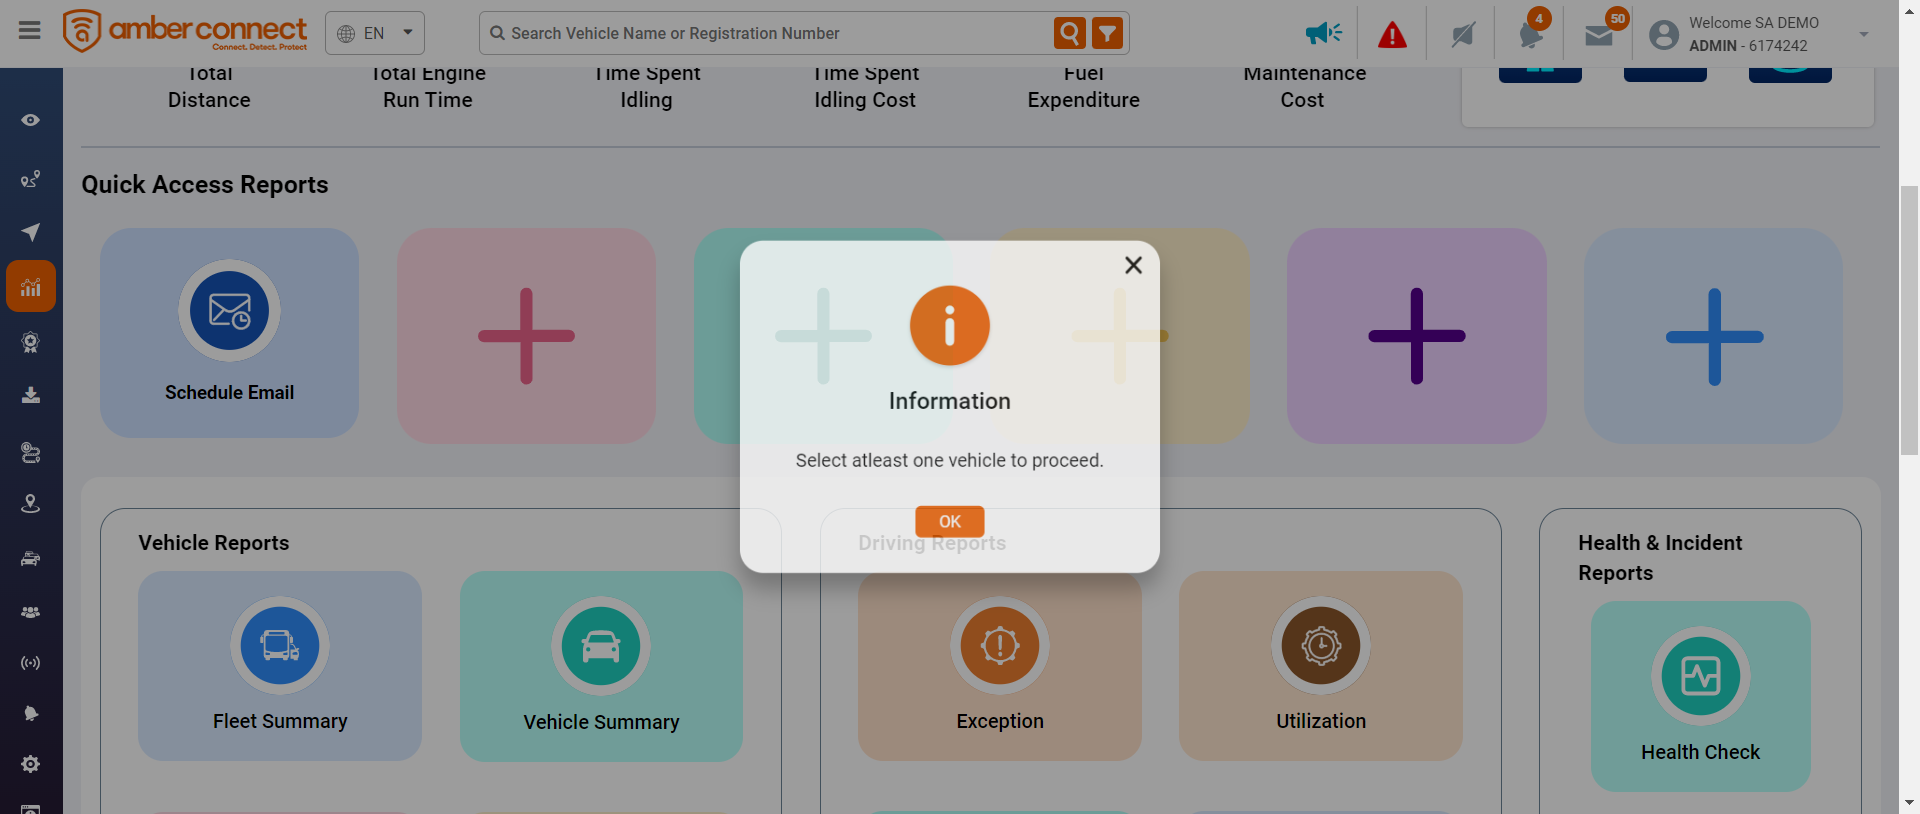 amber connect
Connect. Detect. Protect
EN
Search Vehicle Name or Registration Number
4
50
Welcome SA DEMO
ADMIN - 6174242
Total
Distance
Total Engine
Run Time
Time Spent
Idling
Time Spent
Idling Cost
Fuel
Expenditure
Maintenance
Cost
Quick Access Reports
Schedule Email
Information
Select atleast one vehicle to proceed.
OK
Vehicle Reports
Fleet Summary
Vehicle Summary
Driving Reports
Exception
Utilization
Health & Incident
Reports
Health Check